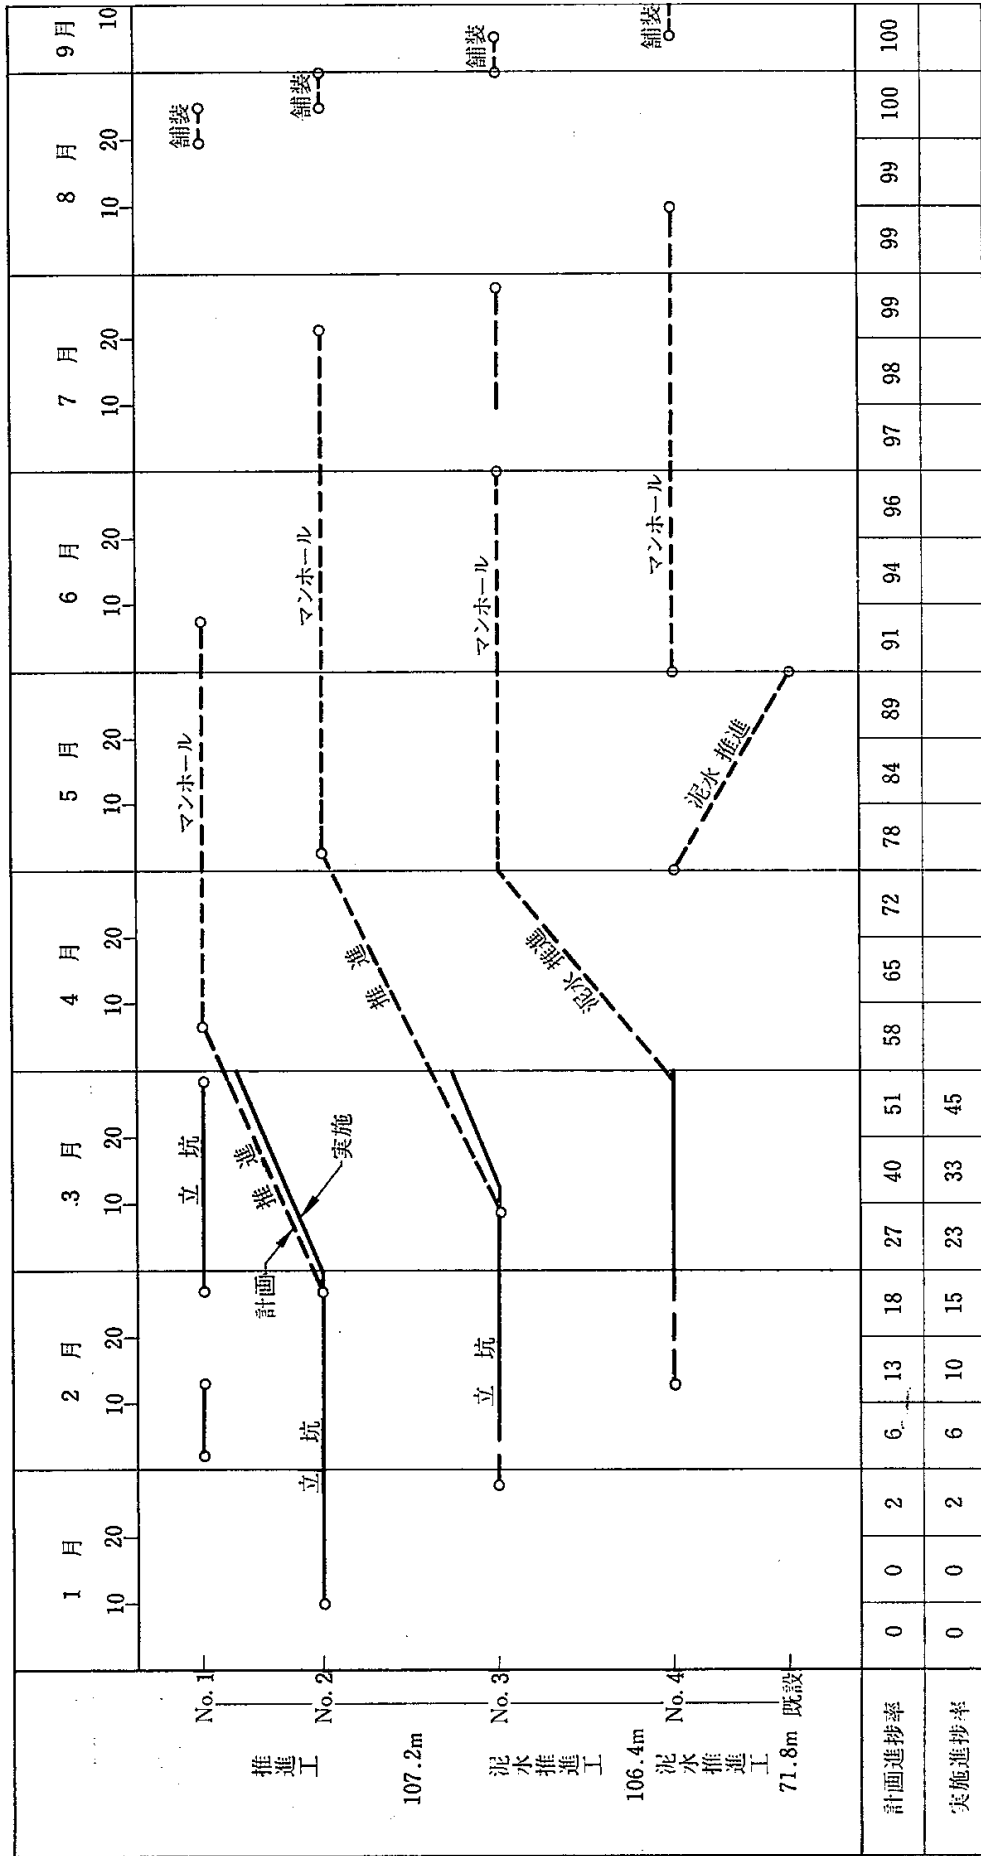 1 月 2 月 3 月 4 月 5 月 6 月 7 月 8 月 9月
10 20 10 20 10 20 10 20 10 20 10 20 10 20 10 20 10
No. 1
立 坑
マンホール
舗装
推進工
推 進
計画
実施
No. 2
立 坑
マンホール
舗装
107.2m
推 進
泥水推進工
No. 3
立 坑
マンホール
舗装
106.4m
泥水 推進
泥水推進工
No. 4
マンホール
舗装
71.8m
泥水 推進
既設
計画進捗率 0 0 2 6 13 18 27 40 51 58 65 72 78 84 89 91 94 96 97 98 99 99 99 100 100
実施進捗率 0 0 2 6 10 15 23 33 45